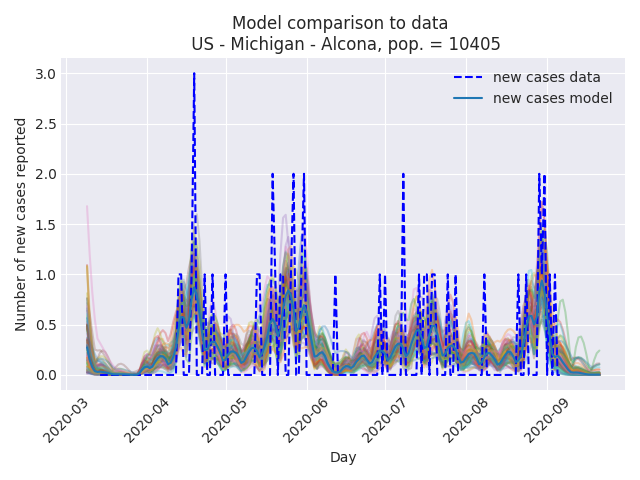 Model comparison to data
US - Michigan - Alcona, pop. = 10405
new cases data
new cases model
Number of new cases reported
3.0
2.5
2.0
1.5
1.0
0.5
0.0
2020-03
2020-04
2020-05
2020-06
2020-07
2020-08
2020-09
Day